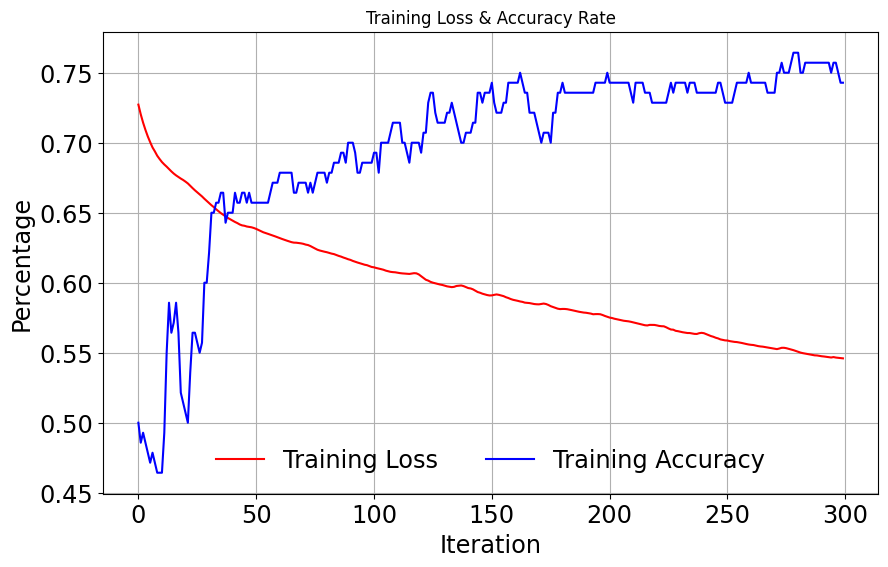 Training Loss & Accuracy Rate
Percentage
0.75
0.70
0.65
0.60
0.55
0.50
0.45
Training Loss
Training Accuracy
0 50 100 150 200 250 300
Iteration